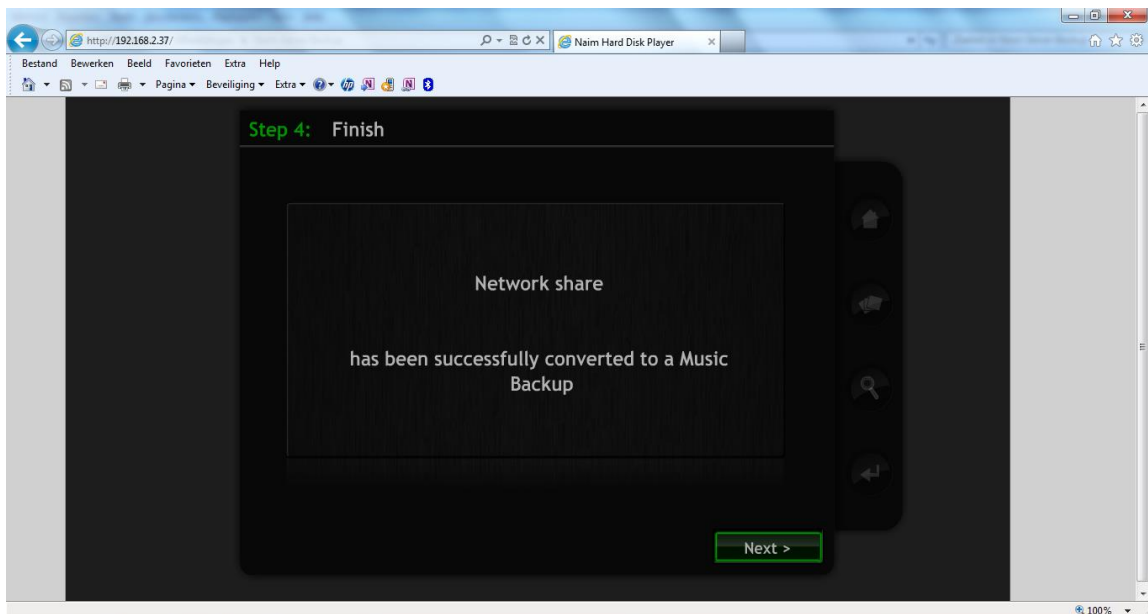 http://192.168.2.37/
Naim Hard Disk Player
Bestand Bewerken Beeld Favorieten Extra Help
Pagina Beveiliging Extra
Step 4: Finish
Network share
has been successfully converted to a Music
Backup
Next >
100%